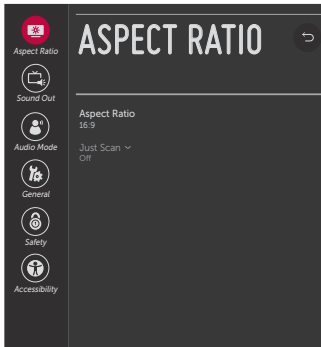 Aspect Ratio
Sound Out
Audio Mode
General
Safety
Accessibility
ASPECT RATIO
Aspect Ratio
16:9
Just Scan
Off